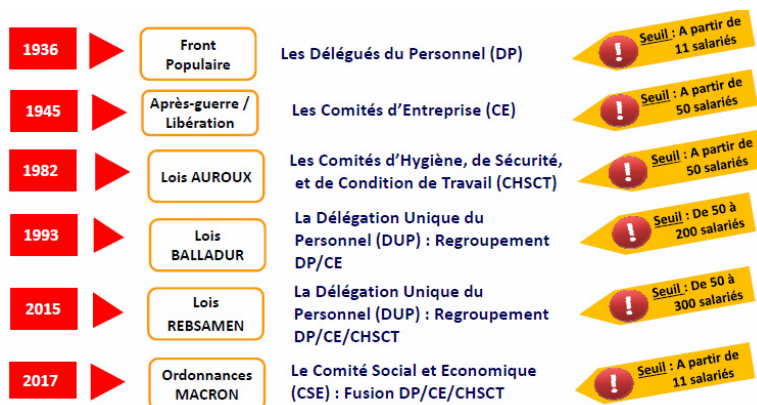 1936
Front
Populaire
Les Délégués du Personnel (DP)
Seuil : A partir de
11 salariés
1945
Après-guerre /
Libération
Les Comités d'Entreprise (CE)
Seuil : A partir de
50 salariés
1982
Lois AUROUX
Les Comités d'Hygiène, de Sécurité,
et de Condition de Travail (CHSCT)
Seuil : A partir de
50 salariés
1993
Lois
BALLADUR
La Délégation Unique du
Personnel (DUP) : Regroupement
DP/CE
Seuil : De 50 à
200 salariés
2015
Lois
REBSAMEN
La Délégation Unique du
Personnel (DUP) : Regroupement
DP/CE/CHSCT
Seuil : De 50 à
300 salariés
2017
Ordonnances
MACRON
Le Comité Social et Economique
(CSE) : Fusion DP/CE/CHSCT
Seuil : A partir de
11 salariés